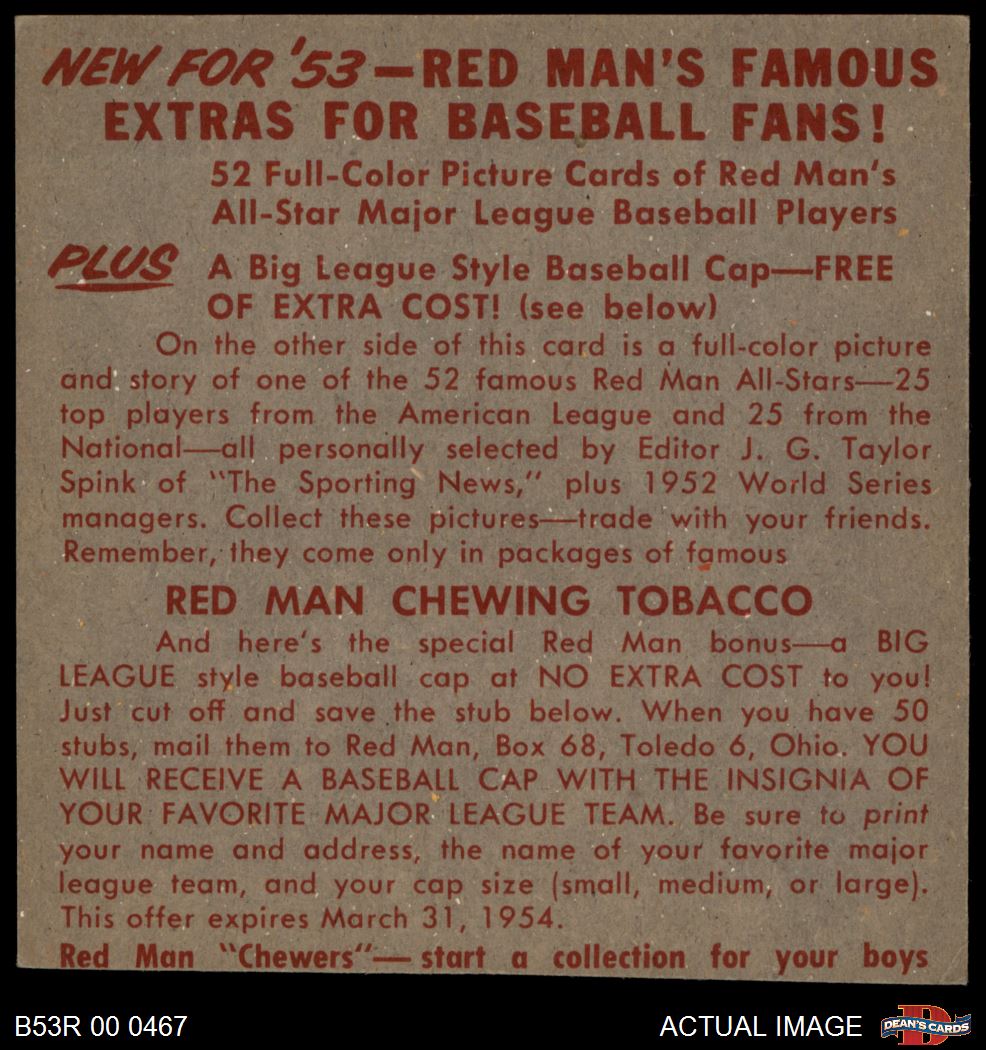 NEW FOR '53—RED MAN'S FAMOUS
EXTRAS FOR BASEBALL FANS!
52 Full-Color Picture Cards of Red Man's
All-Star Major League Baseball Players
PLUS A Big League Style Baseball Cap—FREE
OF EXTRA COST! (see below)
On the other side of this card is a full-color picture
and story of one of the 52 famous Red Man All-Stars—25
top players from the American League and 25 from the
National—all personally selected by Editor J. G. Taylor
Spink of "The Sporting News," plus 1952 World Series
managers. Collect these pictures—trade with your friends.
Remember, they come only in packages of famous
RED MAN CHEWING TOBACCO
And here's the special Red Man bonus—a BIG
LEAGUE style baseball cap at NO EXTRA COST to you!
Just cut off and save the stub below. When you have 50
stubs, mail them to Red Man, Box 68, Toledo 6, Ohio. YOU
WILL RECEIVE A BASEBALL CAP WITH THE INSIGNIA OF
YOUR FAVORITE MAJOR LEAGUE TEAM. Be sure to print
your name and address, the name of your favorite major
league team, and your cap size (small, medium, or large).
This offer expires March 31, 1954.
Red Man "Chewers"—start a collection for your boys
B53R 00 0467
ACTUAL IMAGE
DEAN'S CARDS